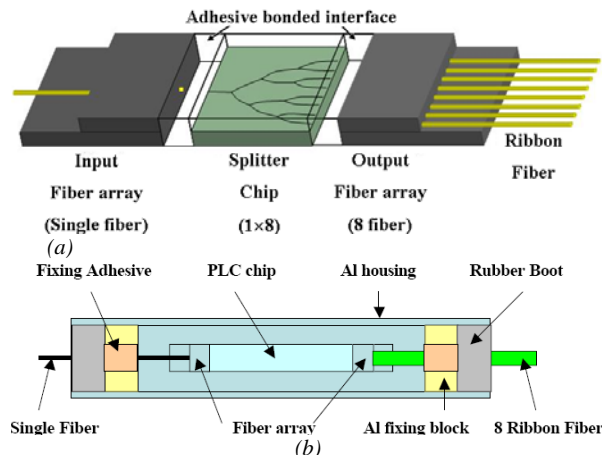 Adhesive bonded interface
Input
Fiber array
(Single fiber)
Splitter
Chip
(1×8)
Output
Fiber array
(8 fiber)
Ribbon
Fiber
(a)
Fixing Adhesive
PLC chip
Al housing
Rubber Boot
Single Fiber
Fiber array
Al fixing block
8 Ribbon Fiber
(b)